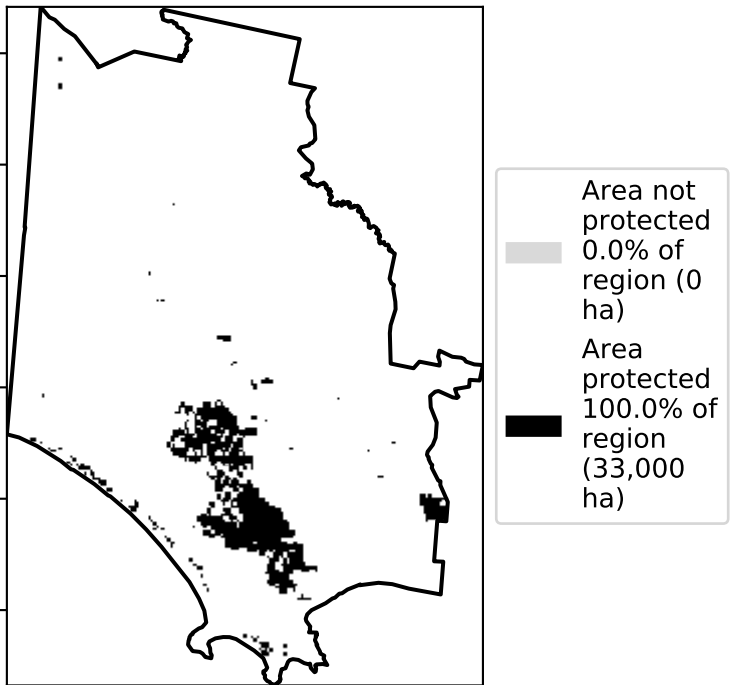 Area not
protected
0.0% of
region (0
ha)
Area
protected
100.0% of
region
(33,000
ha)